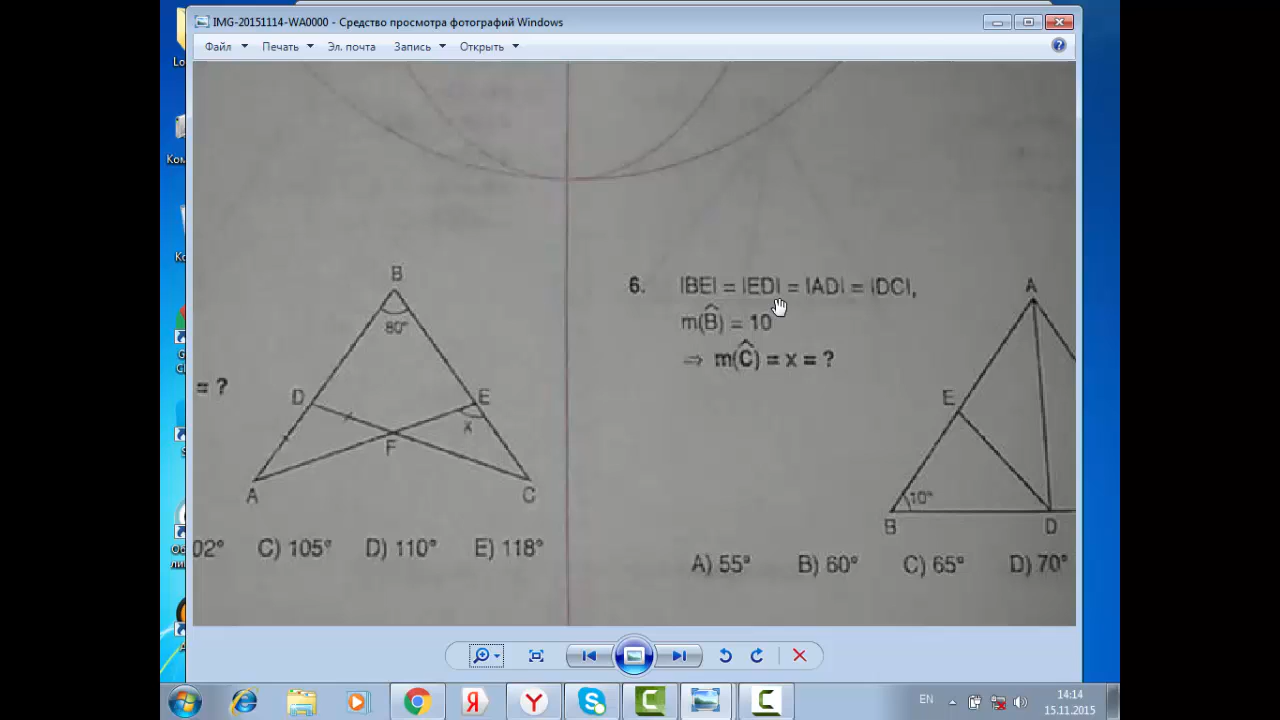 IMG-20151114-WA0000 - Средство просмотра фотографий Windows
Файл Печать Эл. почта Запись Открыть
B
80°
D
E
x
F
A
C
= ?
02° C) 105° D) 110° E) 118°
6. |BE| = |ED| = |AD| = |DC|,
m(B̂) = 10
⇒ m(Ĉ) = x = ?
A
E
10°
B
D
A) 55° B) 60° C) 65° D) 70°
EN
14:14
15.11.2015